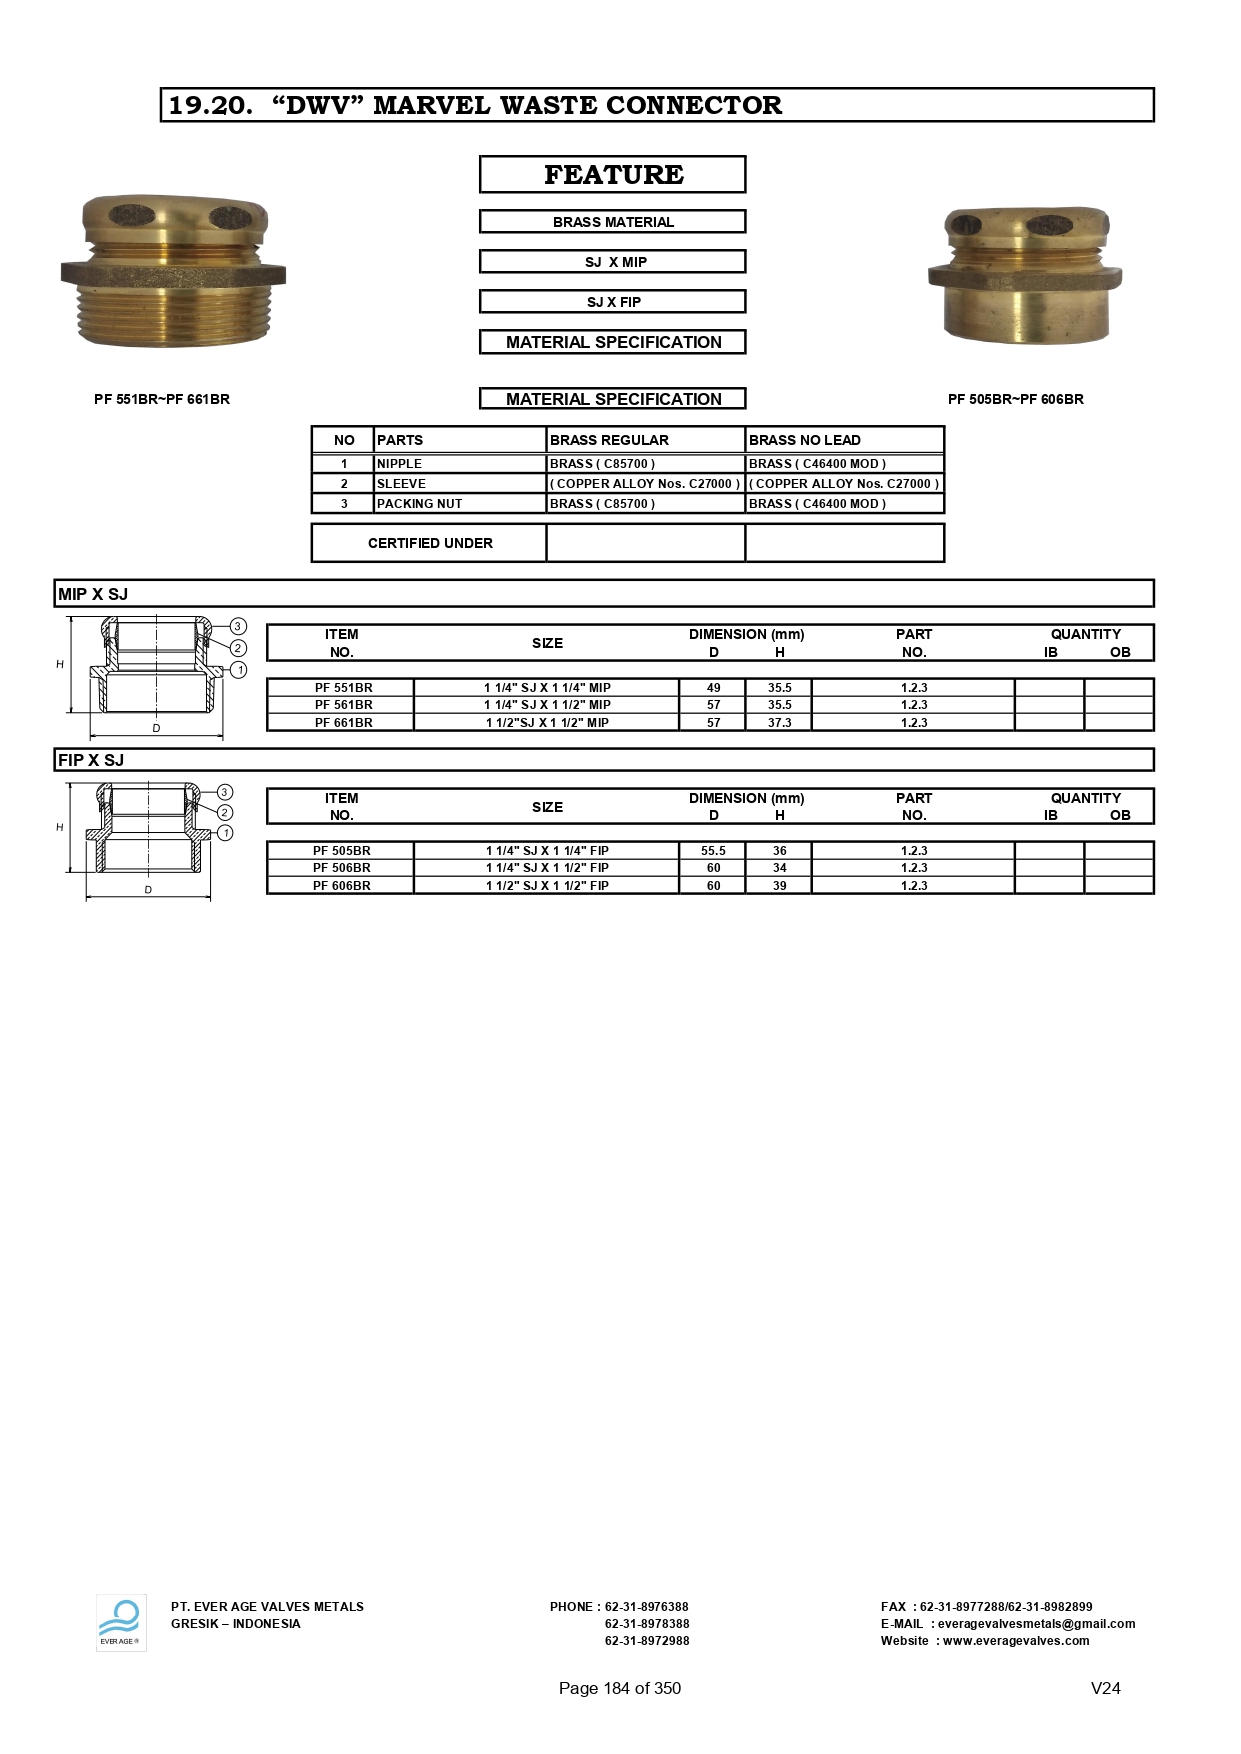 19.20. “DWV” MARVEL WASTE CONNECTOR
FEATURE
BRASS MATERIAL
SJ X MIP
SJ X FIP
MATERIAL SPECIFICATION
PF 551BR~PF 661BR
MATERIAL SPECIFICATION
PF 505BR~PF 606BR
NO PARTS BRASS REGULAR BRASS NO LEAD
1 NIPPLE BRASS ( C85700 ) BRASS ( C46400 MOD )
2 SLEEVE ( COPPER ALLOY Nos. C27000 ) ( COPPER ALLOY Nos. C27000 )
3 PACKING NUT BRASS ( C85700 ) BRASS ( C46400 MOD )
CERTIFIED UNDER
MIP X SJ
H
3
2
1
D
ITEM SIZE DIMENSION (mm) PART QUANTITY
NO. D H NO. IB OB
PF 551BR 1 1/4" SJ X 1 1/4" MIP 49 35.5 1.2.3
PF 561BR 1 1/4" SJ X 1 1/2" MIP 57 35.5 1.2.3
PF 661BR 1 1/2"SJ X 1 1/2" MIP 57 37.3 1.2.3
FIP X SJ
H
3
2
1
D
ITEM SIZE DIMENSION (mm) PART QUANTITY
NO. D H NO. IB OB
PF 505BR 1 1/4" SJ X 1 1/4" FIP 55.5 36 1.2.3
PF 506BR 1 1/4" SJ X 1 1/2" FIP 60 34 1.2.3
PF 606BR 1 1/2" SJ X 1 1/2" FIP 60 39 1.2.3
EVER AGE ®
PT. EVER AGE VALVES METALS PHONE : 62-31-8976388 FAX : 62-31-8977288/62-31-8982899
GRESIK – INDONESIA 62-31-8978388 E-MAIL : everagevalvesmetals@gmail.com
62-31-8972988 Website : www.everagevalves.com
Page 184 of 350 V24